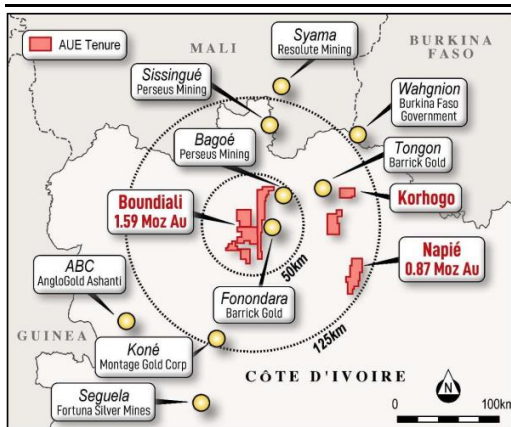 AUE Tenure
MALI
Syama
Resolute Mining
BURKINA
FASO
Sissingué
Perseus Mining
Wahgnion
Burkina Faso
Government
Bagoé
Perseus Mining
Tongon
Barrick Gold
Boundiali
1.59 Moz Au
Korhogo
ABC
AngloGold Ashanti
Fonondara
Barrick Gold
50km
Napié
0.87 Moz Au
GUINEA
Koné
Montage Gold Corp
125km
CÔTE D'IVOIRE
N
Seguela
Fortuna Silver Mines
0
100km